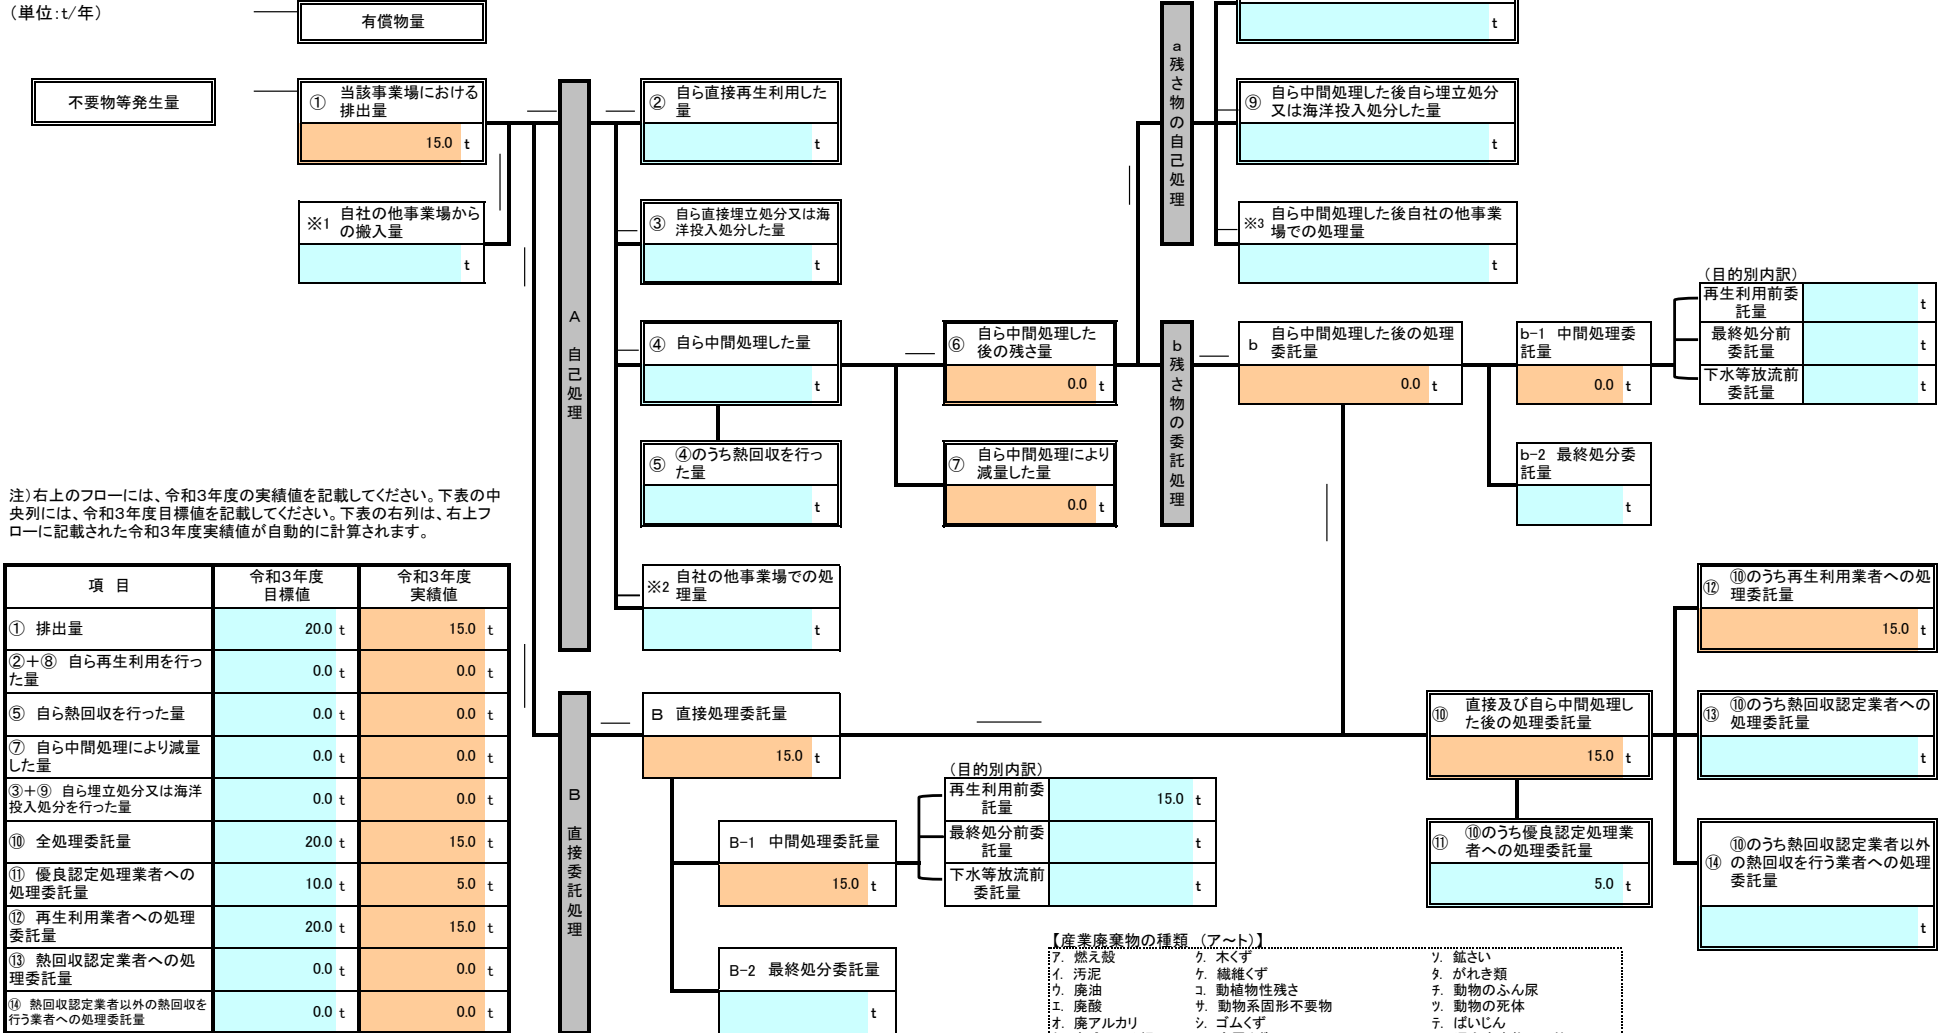 （単位:t/年）
有償物量
不要物等発生量
① 当該事業場における
排出量
15.0 t
※1 自社の他事業場から
の搬入量
t
A 自己処理
② 自ら直接再生利用した
量
t
③ 自ら直接埋立処分又は海
洋投入処分した量
t
④ 自ら中間処理した量
t
⑤ ④のうち熱回収を行っ
た量
t
※2 自社の他事業場での処
理量
t
⑥ 自ら中間処理した
後の残さ量
0.0 t
⑦ 自ら中間処理により
減量した量
0.0 t
a 残さ物の自己処理
t
⑨ 自ら中間処理した後自ら埋立処分
又は海洋投入処分した量
t
※3 自ら中間処理した後自社の他事業
場での処理量
t
b 残さ物の委託処理
b 自ら中間処理した後の処理
委託量
0.0 t
b-1 中間処理委
託量
0.0 t
b-2 最終処分委
託量
t
（目的別内訳）
再生利用前委
託量
t
最終処分前
委託量
t
下水等放流前
委託量
t
注）右上のフローには、令和3年度の実績値を記載してください。下表の中
央列には、令和3年度目標値を記載してください。下表の右列は、右上フ
ローに記載された令和3年度実績値が自動的に計算されます。
項 目 令和3年度
目標値 令和3年度
実績値
① 排出量 20.0 t 15.0 t
②＋⑧ 自ら再生利用を行っ
た量 0.0 t 0.0 t
⑤ 自ら熱回収を行った量 0.0 t 0.0 t
⑦ 自ら中間処理により減量
した量 0.0 t 0.0 t
③＋⑨ 自ら埋立処分又は海洋
投入処分を行った量 0.0 t 0.0 t
⑩ 全処理委託量 20.0 t 15.0 t
⑪ 優良認定処理業者への
処理委託量 10.0 t 5.0 t
⑫ 再生利用業者への処理
委託量 20.0 t 15.0 t
⑬ 熱回収認定業者への処
理委託量 0.0 t 0.0 t
⑭ 熱回収認定業者以外の熱回収を
行う業者への処理委託量 0.0 t 0.0 t
B 直接委託処理
B 直接処理委託量
15.0 t
B-1 中間処理委託量
15.0 t
B-2 最終処分委託量
t
（目的別内訳）
再生利用前委
託量
15.0 t
最終処分前委
託量
t
下水等放流前
委託量
t
⑩ 直接及び自ら中間処理し
た後の処理委託量
15.0 t
⑪ ⑩のうち優良認定処理業
者への処理委託量
5.0 t
⑫ ⑩のうち再生利用業者への処
理委託量
15.0 t
⑬ ⑩のうち熱回収認定業者への
処理委託量
t
⑭ ⑩のうち熱回収認定業者以外
の熱回収を行う業者への処理
委託量
t
【産業廃棄物の種類 （ア～ト）】
ア. 燃え殻 ク. 木くず ソ. 鉱さい
イ. 汚泥 ケ. 繊維くず タ. がれき類
ウ. 廃油 コ. 動植物性残さ チ. 動物のふん尿
エ. 廃酸 サ. 動物系固形不要物 ツ. 動物の死体
オ. 廃アルカリ シ. ゴムくず テ. ばいじん